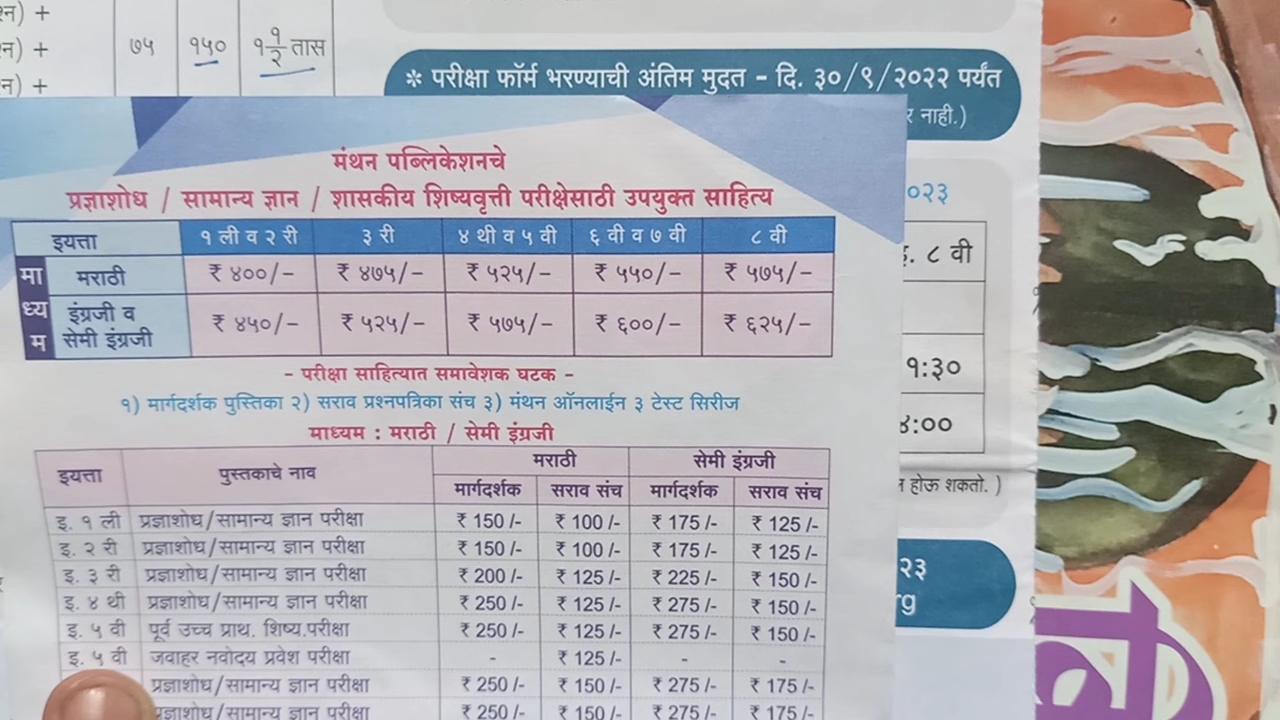 श्न) +
न) + ७५ १५० १ १/२ तास
न) +
* परीक्षा फॉर्म भरण्याची अंतिम मुदत - दि. ३०/९/२०२२ पर्यंत
र नाही.)
मंथन पब्लिकेशनचे
प्रज्ञाशोध / सामान्य ज्ञान / शासकीय शिष्यवृत्ती परीक्षेसाठी उपयुक्त साहित्य
०२३
इयत्ता १ ली व २ री ३ री ४ थी व ५ वी ६ वी व ७ वी ८ वी
माध्यम
मराठी ₹ ४००/- ₹ ४७५/- ₹ ५२५/- ₹ ५५०/- ₹ ५७५/-
इंग्रजी व सेमी इंग्रजी ₹ ४५०/- ₹ ५२५/- ₹ ५७५/- ₹ ६००/- ₹ ६२५/-
इ. ८ वी
१:३०
४:००
- परीक्षा साहित्यात समावेशक घटक -
१) मार्गदर्शक पुस्तिका २) सराव प्रश्नपत्रिका संच ३) मंथन ऑनलाईन ३ टेस्ट सिरीज
माध्यम : मराठी / सेमी इंग्रजी
इयत्ता पुस्तकाचे नाव मराठी सेमी इंग्रजी
मार्गदर्शक सराव संच मार्गदर्शक सराव संच
न होऊ शकतो. )
इ. १ ली प्रज्ञाशोध/सामान्य ज्ञान परीक्षा ₹ 150 /- ₹ 100 /- ₹ 175 /- ₹ 125 /-
इ. २ री प्रज्ञाशोध/सामान्य ज्ञान परीक्षा ₹ 150 /- ₹ 100 /- ₹ 175 /- ₹ 125 /-
इ. ३ री प्रज्ञाशोध/सामान्य ज्ञान परीक्षा ₹ 200 /- ₹ 125 /- ₹ 225 /- ₹ 150 /-
इ. ४ थी प्रज्ञाशोध/सामान्य ज्ञान परीक्षा ₹ 250 /- ₹ 125 /- ₹ 275 /- ₹ 150 /-
इ. ५ वी पूर्व उच्च प्राथ. शिष्य.परीक्षा ₹ 250 /- ₹ 125 /- ₹ 275 /- ₹ 150 /-
इ. ५ वी जवाहर नवोदय प्रवेश परीक्षा - ₹ 125 /- - -
प्रज्ञाशोध/सामान्य ज्ञान परीक्षा ₹ 250 /- ₹ 150 /- ₹ 275 /- ₹ 175 /-
प्रज्ञाशोध/सामान्य ज्ञान परीक्षा ₹ 250 /- ₹ 150 /- ₹ 275 /- ₹ 175 /-
२३
rg